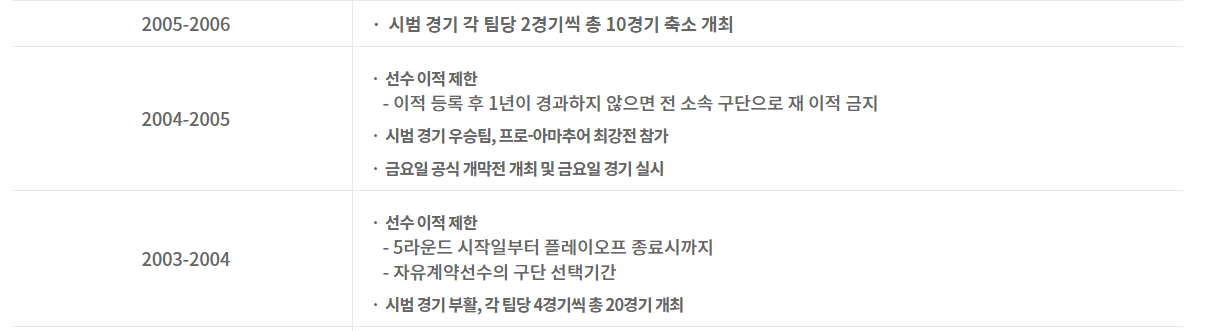 2005-2006
· 시범 경기 각 팀당 2경기씩 총 10경기 축소 개최
2004-2005
· 선수 이적 제한
- 이적 등록 후 1년이 경과하지 않으면 전 소속 구단으로 재 이적 금지
· 시범 경기 우승팀, 프로-아마추어 최강전 참가
· 금요일 공식 개막전 개최 및 금요일 경기 실시
2003-2004
· 선수 이적 제한
- 5라운드 시작일부터 플레이오프 종료시까지
- 자유계약선수의 구단 선택기간
· 시범 경기 부활, 각 팀당 4경기씩 총 20경기 개최